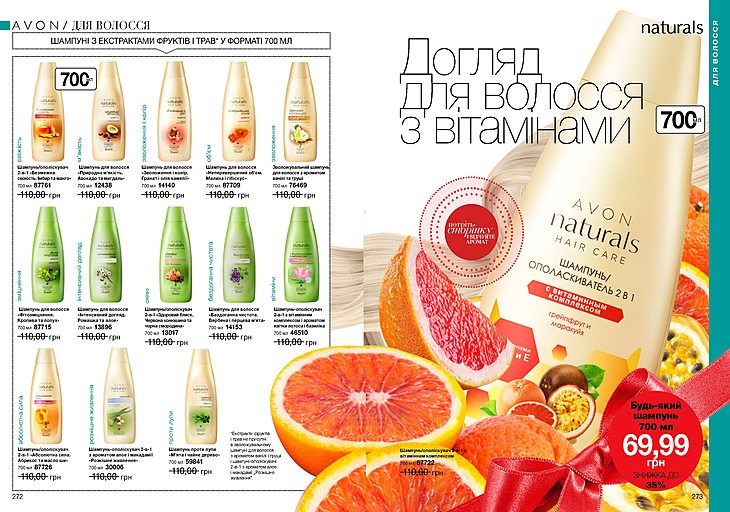 AVON / ДЛЯ ВОЛОССЯ
ШАМПУНІ З ЕКСТРАКТАМИ ФРУКТІВ І ТРАВ* У ФОРМАТІ 700 МЛ
700мл
свіжість
Шампунь/ополіскувач
2-в-1 «Безмежна
свіжість. Імбир та манго»
700 мл 87761
110,00 грн
м'якість
Шампунь для волосся
«Природна м'якість.
Авокадо та мигдаль»
700 мл 12438
110,00 грн
зволоження і колір
Шампунь для волосся
«Зволоження і колір.
Гранат і олія камелії»
700 мл 14140
110,00 грн
об'єм
Шампунь для волосся
«Неперевершений об'єм.
Малина і гібіскус»
700 мл 87709
110,00 грн
зволоження
Зволожувальний шампунь
для волосся з ароматом
ванілі та груші
700 мл 76469
110,00 грн
зміцнення
Шампунь для волосся
«Фітозміцнення.
Кропива та лопух»
700 мл 87715
110,00 грн
інтенсивний догляд
Шампунь для волосся
«Інтенсивний догляд.
Ромашка та алое»
700 мл 13896
110,00 грн
сяйво
Шампунь/ополіскувач
2-в-1 «Здоровий блиск.
Червона конюшина та
чорна смородина»
700 мл 13017
110,00 грн
бездоганна чистота
Шампунь для волосся
«Бездоганна чистота.
Вербена і перцева м'ята»
700 мл 14153
110,00 грн
вітаміни
Шампунь/ополіскувач
2-в-1 з вітамінним
комплексом і ароматом
квітки лотоса і базиліка
700 мл 46510
110,00 грн
абсолютна сила
Шампунь/ополіскувач
2-в-1 «Абсолютна сила.
Абрикос та масло ши»
700 мл 87726
110,00 грн
розкішне живлення
Шампунь/ополіскувач 2-в-1
з ароматом алое і макадамії
«Розкішне живлення»
700 мл 30006
110,00 грн
проти лупи
Шампунь проти лупи
«М'ята і чайне дерево»
700 мл 59841
110,00 грн
*Екстракти фруктів
і трав не присутні
в зволожувальному
шампуні для волосся
з ароматом ванілі і груші
і шампуні-ополіскувачі
2-в-1 з ароматом алое
і макадамії «Розкішне
живлення».
272
naturals
ДЛЯ ВОЛОССЯ
Догляд
для волосся
з вітамінами
700мл
ПОТРІТЬ
СТОРІНКУ
І ВІДЧУЙТЕ
АРОМАТ
AVON
naturals
HAIR CARE
ШАМПУНЬ/
ОПОЛАСКИВАТЕЛЬ 2 В 1
С ВИТАМИННЫМ
КОМПЛЕКСОМ
грейпфрут и
маракуйя
и Е
Шампунь/ополіскувач 2-в-1 з
вітамінним комплексом
700 мл 87722
110,00 грн
Будь-який
шампунь
700 мл
69,99
грн
ЗНИЖКА ДО
35%
273